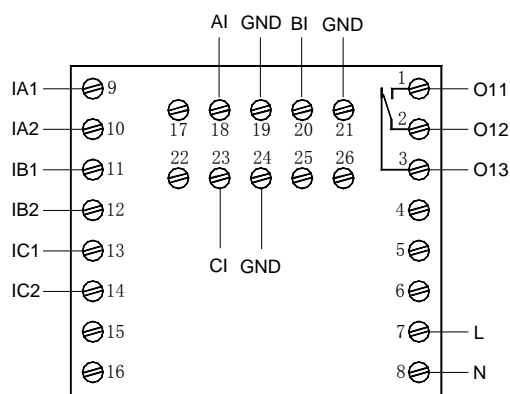 AI GND BI GND
IA1 9 1 O11
17 18 19 20 21
IA2 10 2 O12
IB1 11 22 23 24 25 26 3 O13
IB2 12 4
IC1 13 CI GND 5
IC2 14 6
15 7 L
16 8 N